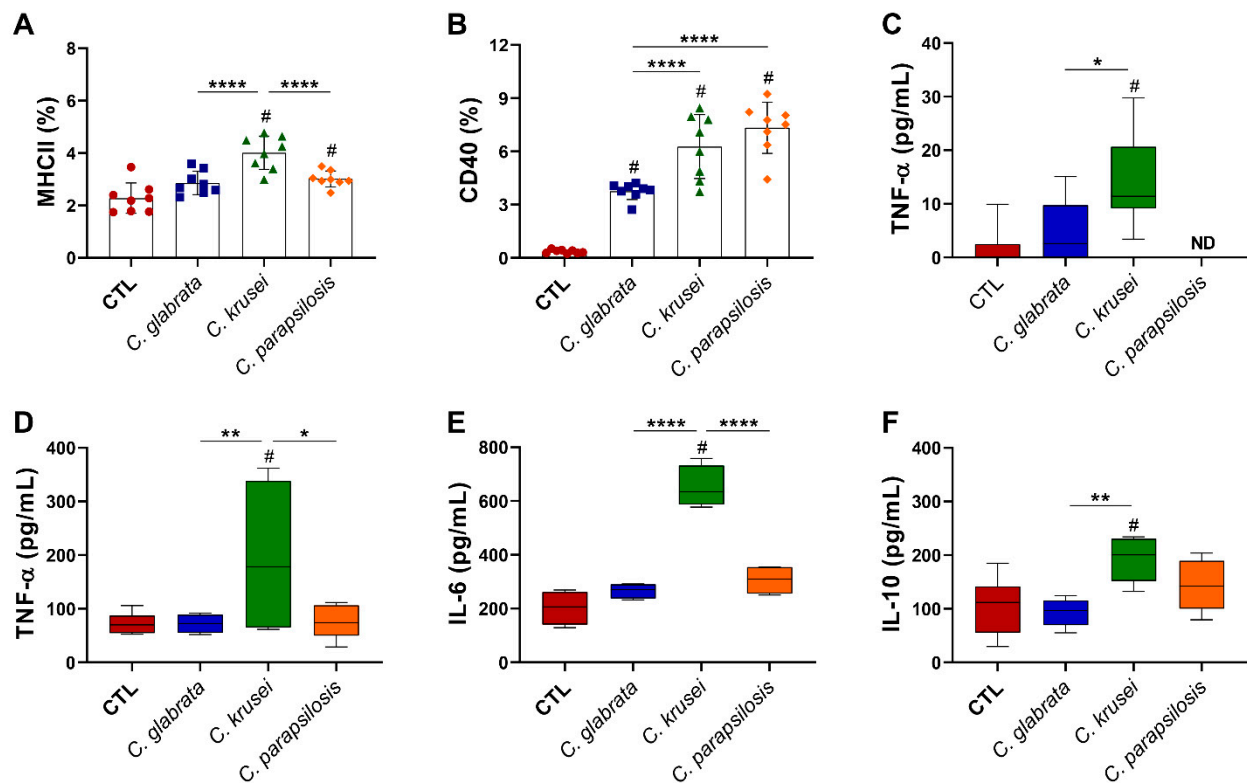 A
MHCII (%)
8
6
4
2
0
**** ****
#
#
CTL
C. glabrata
C. krusei
C. parapsilosis
B
CD40 (%)
12
9
6
3
0
****
****
#
#
#
CTL
C. glabrata
C. krusei
C. parapsilosis
C
TNF-α (pg/mL)
40
30
20
10
0
*
#
ND
CTL
C. glabrata
C. krusei
C. parapsilosis
D
TNF-α (pg/mL)
400
300
200
100
0
** *
#
CTL
C. glabrata
C. krusei
C. parapsilosis
E
IL-6 (pg/mL)
800
600
400
200
0
**** ****
#
CTL
C. glabrata
C. krusei
C. parapsilosis
F
IL-10 (pg/mL)
400
300
200
100
0
**
#
CTL
C. glabrata
C. krusei
C. parapsilosis